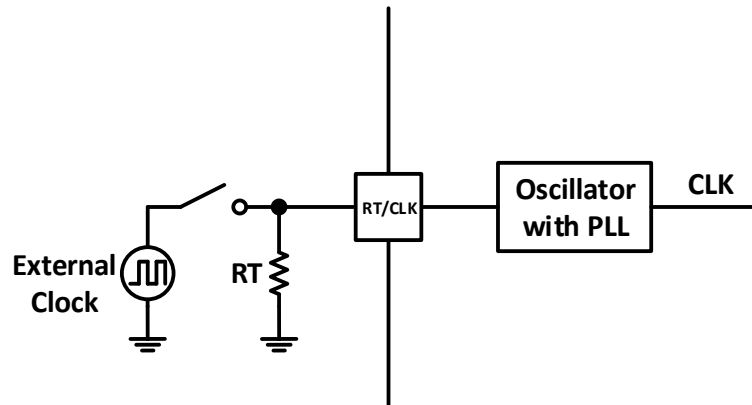 External
Clock
RT
RT/CLK
Oscillator
with PLL
CLK